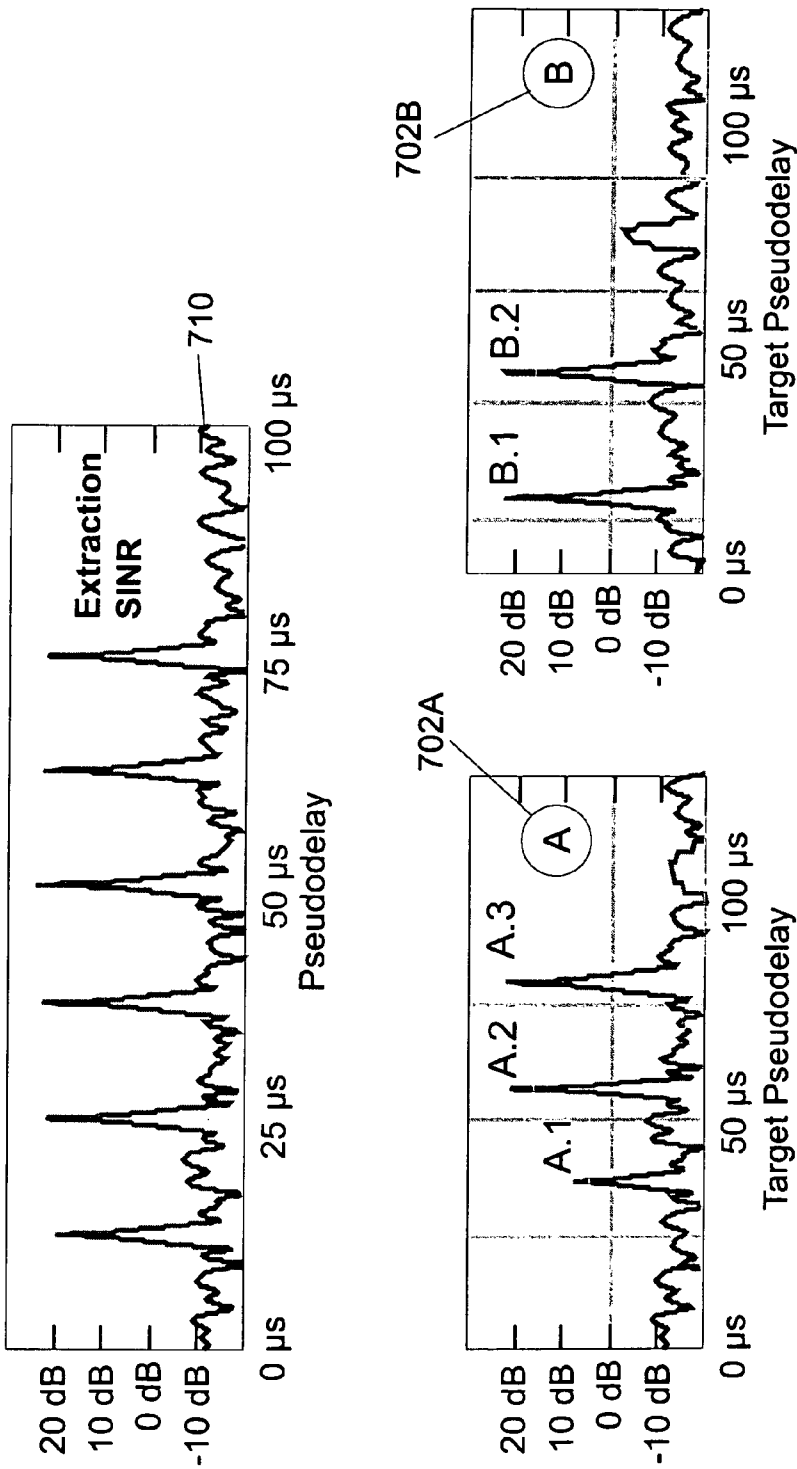 20 dB
10 dB
0 dB
-10 dB
Extraction
SINR
710
0 µs
25 µs
50 µs
75 µs
100 µs
Pseudodelay
702A
20 dB
10 dB
0 dB
-10 dB
A.1
A.2
A.3
A
0 µs
50 µs
100 µs
Target Pseudodelay
702B
20 dB
10 dB
0 dB
-10 dB
B.1
B.2
B
0 µs
50 µs
100 µs
Target Pseudodelay